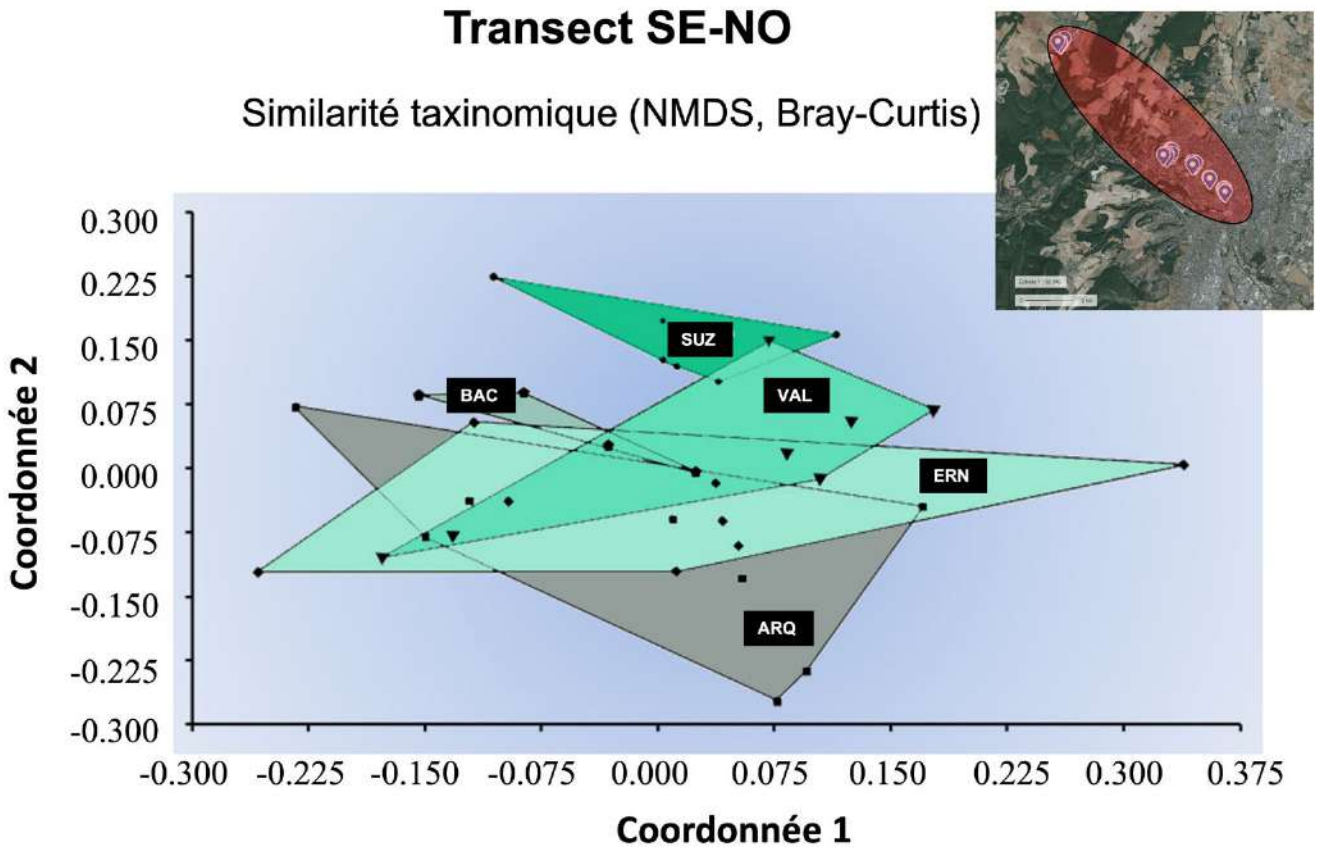 Transect SE-NO
Similarité taxinomique (NMDS, Bray-Curtis)
0.300
0.225
0.150
0.075
0.000
-0.075
-0.150
-0.225
-0.300
Coordonnée 2
SUZ
BAC
VAL
ERN
ARQ
-0.300 -0.225 -0.150 -0.075 0.000 0.075 0.150 0.225 0.300 0.375
Coordonnée 1